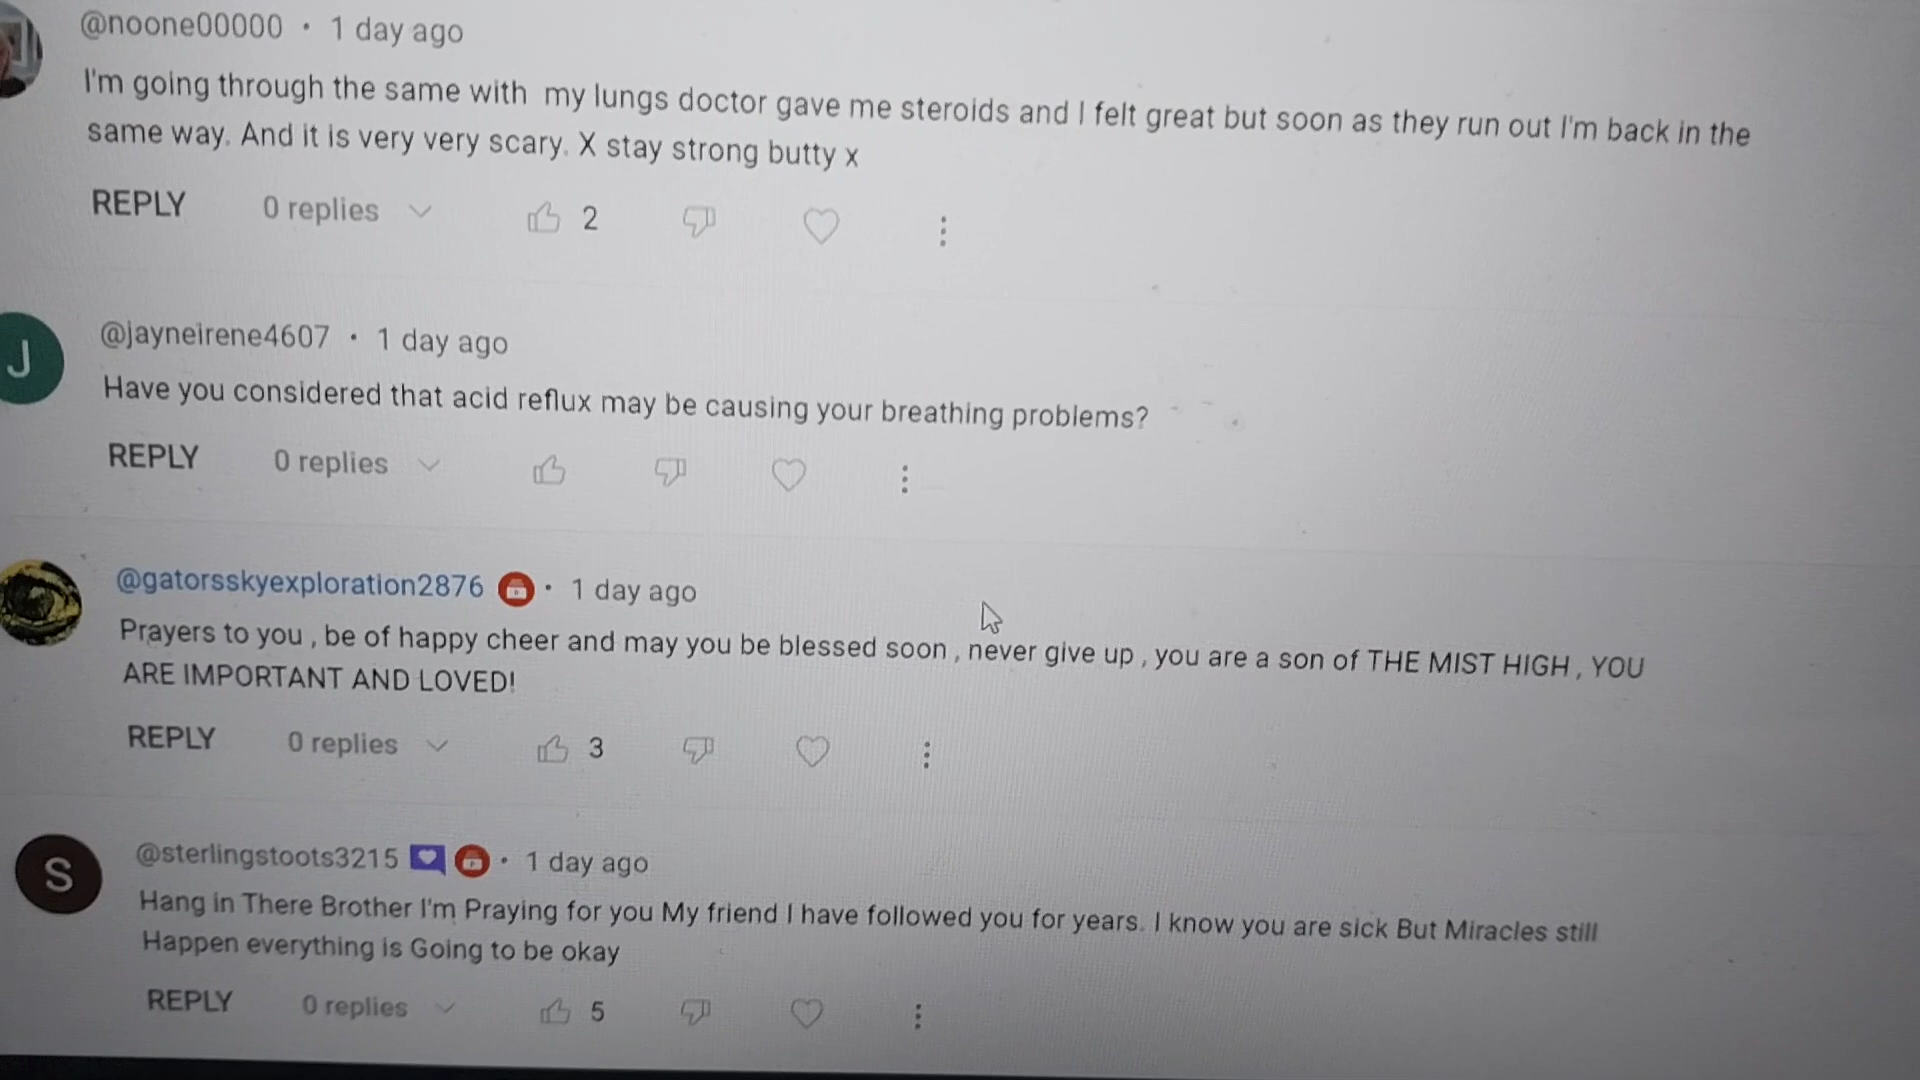 @noone00000 • 1 day ago
I'm going through the same with my lungs doctor gave me steroids and I felt great but soon as they run out I'm back in the
same way. And it is very very scary. X stay strong butty x
REPLY 0 replies 2
J
@jayneirene4607 • 1 day ago
Have you considered that acid reflux may be causing your breathing problems?
REPLY 0 replies
@gatorsskyexploration2876 • 1 day ago
Prayers to you , be of happy cheer and may you be blessed soon , never give up , you are a son of THE MIST HIGH , YOU
ARE IMPORTANT AND LOVED!
REPLY 0 replies 3
S
@sterlingstoots3215 • 1 day ago
Hang in There Brother I'm Praying for you My friend I have followed you for years. I know you are sick But Miracles still
Happen everything is Going to be okay
REPLY 0 replies 5